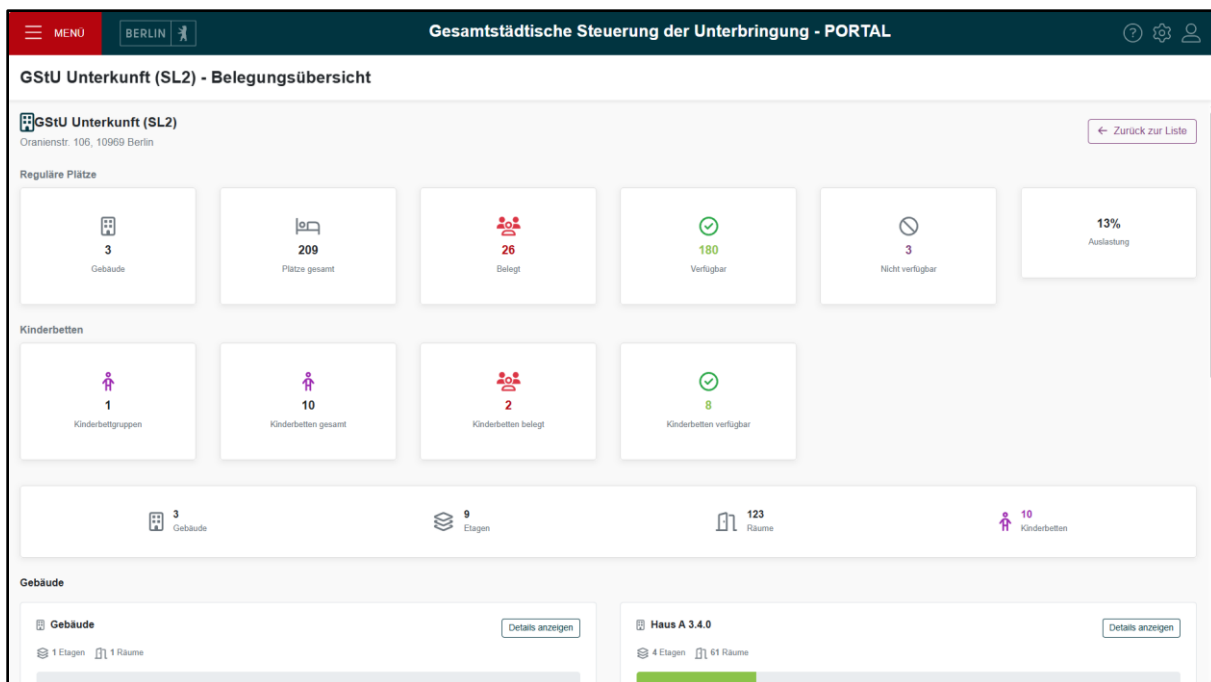 MENÜ
BERLIN
Gesamtstädtische Steuerung der Unterbringung - PORTAL
GStU Unterkunft (SL2) - Belegungsübersicht
GStU Unterkunft (SL2)
Oranienstr. 106, 10969 Berlin
← Zurück zur Liste
Reguläre Plätze
3
Gebäude
209
Plätze gesamt
26
Belegt
180
Verfügbar
3
Nicht verfügbar
13%
Auslastung
Kinderbetten
1
Kinderbettgruppen
10
Kinderbetten gesamt
2
Kinderbetten belegt
8
Kinderbetten verfügbar
3
Gebäude
9
Etagen
123
Räume
10
Kinderbetten
Gebäude
Gebäude
Details anzeigen
1 Etagen 1 Räume
Haus A 3.4.0
Details anzeigen
4 Etagen 61 Räume